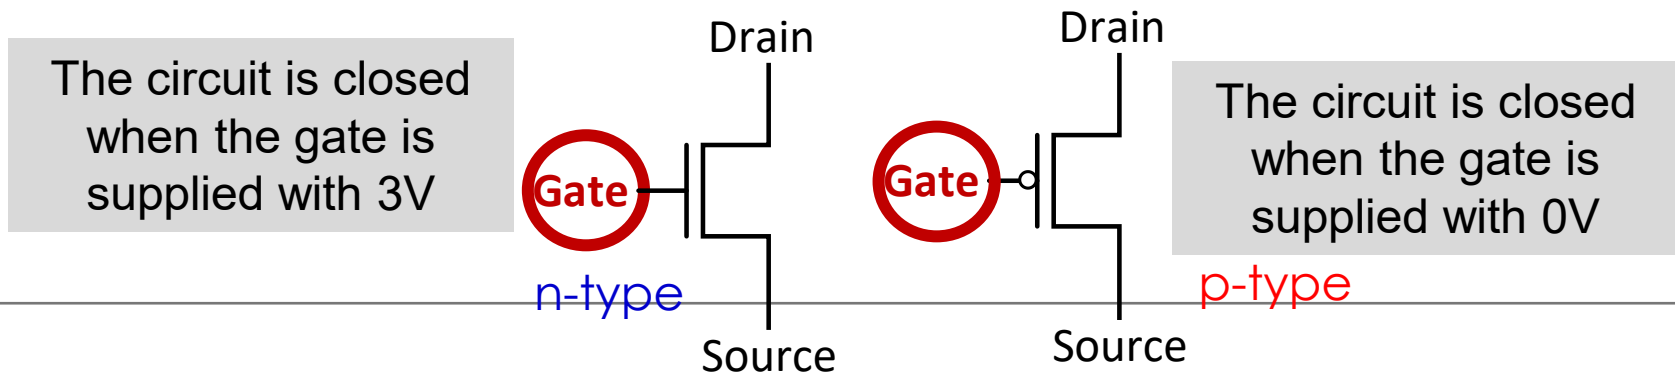 The circuit is closed
when the gate is
supplied with 3V
Drain
Gate
n-type
Source
Drain
Gate
p-type
Source
The circuit is closed
when the gate is
supplied with 0V